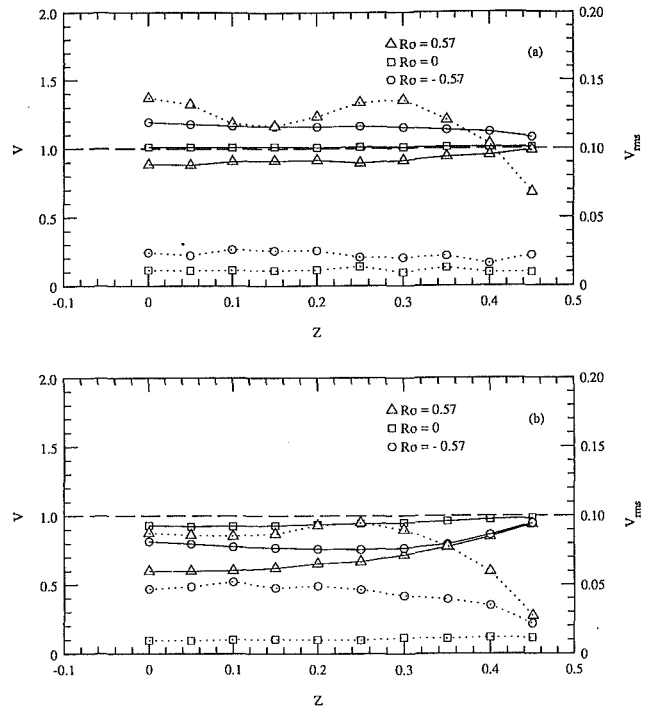 2.0 0.20
△ Ro = 0.57 (a)
□ Ro = 0
○ Ro = - 0.57
1.5 0.15
V 1.0 0.10 Vrms
0.5 0.05
0 0
-0.1 0 0.1 0.2 0.3 0.4 0.5
Z
2.0 0.20
△ Ro = 0.57 (b)
□ Ro = 0
○ Ro = - 0.57
1.5 0.15
V 1.0 0.10 Vrms
0.5 0.05
0 0
-0.1 0 0.1 0.2 0.3 0.4 0.5
Z